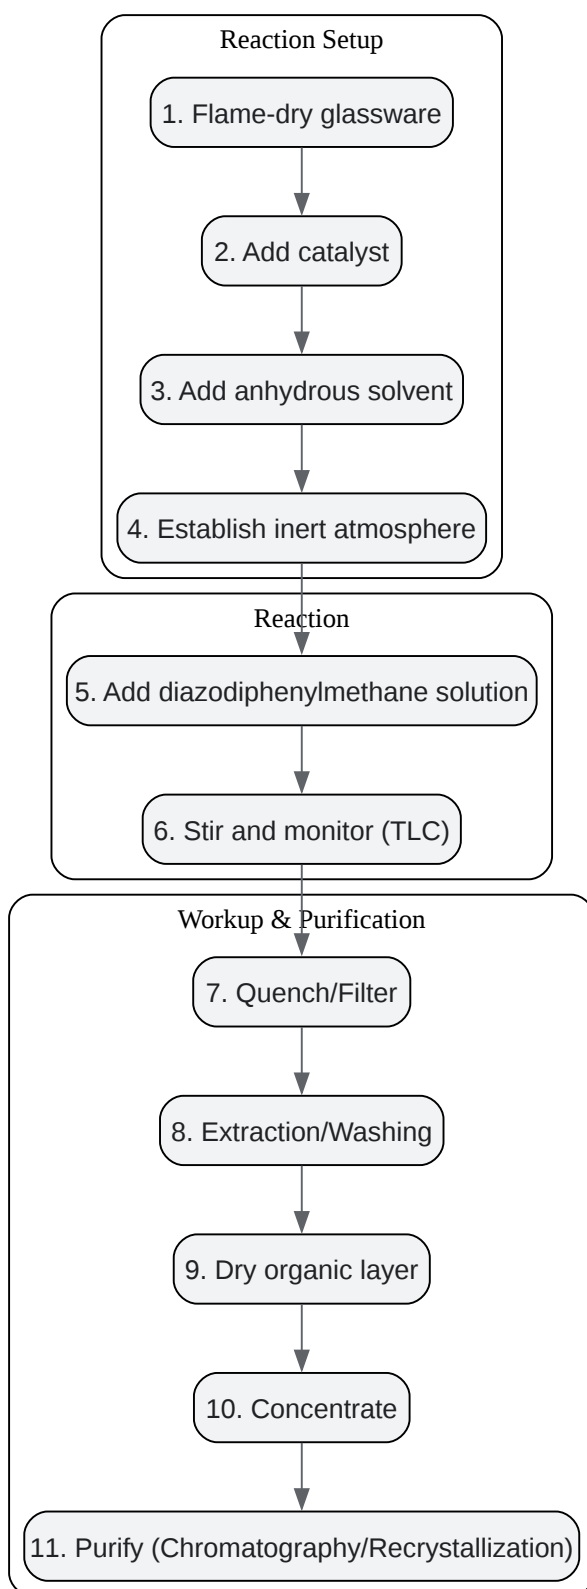 Reaction Setup
1. Flame-dry glassware
2. Add catalyst
3. Add anhydrous solvent
4. Establish inert atmosphere
Reaction
5. Add diazodiphenylmethane solution
6. Stir and monitor (TLC)
Workup & Purification
7. Quench/Filter
8. Extraction/Washing
9. Dry organic layer
10. Concentrate
11. Purify (Chromatography/Recrystallization)